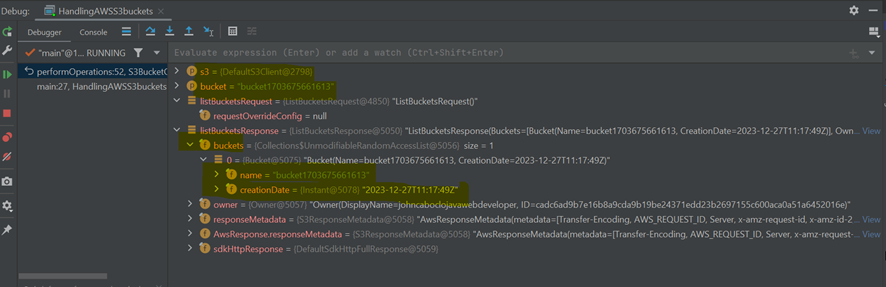 Debug: HandlingAWSS3buckets
Debugger Console
"main"@1... RUNNING
Evaluate expression (Enter) or add a watch (Ctrl+Shift+Enter)
performOperations:52, S3BucketO
main:27, HandlingAWSS3buckets
s3 = {DefaultS3Client@2798}
bucket = "bucket1703675661613"
listBucketsRequest = {ListBucketsRequest@4850} "ListBucketsRequest()"
requestOverrideConfig = null
listBucketsResponse = {ListBucketsResponse@5050} "ListBucketsResponse(Buckets=[Bucket(Name=bucket1703675661613, CreationDate=2023-12-27T11:17:49Z)], Own... View
buckets = {Collections$UnmodifiableRandomAccessList@5056} size = 1
0 = {Bucket@5075} "Bucket(Name=bucket1703675661613, CreationDate=2023-12-27T11:17:49Z)"
name = "bucket1703675661613"
creationDate = {Instant@5078} "2023-12-27T11:17:49Z"
owner = {Owner@5057} "Owner(DisplayName=johncaboclojavawebdeveloper, ID=cadc6ad9b7e16b8a9cda9b19be24371edd23b2697155c600aca0a51a6452016e)"
responseMetadata = {S3ResponseMetadata@5058} "AwsResponseMetadata(metadata=[Transfer-Encoding, AWS_REQUEST_ID, Server, x-amz-request-id, x-amz-id-2 ... View
AwsResponse.responseMetadata = {S3ResponseMetadata@5058} "AwsResponseMetadata(metadata=[Transfer-Encoding, AWS_REQUEST_ID, Server, x-amz-request-... View
sdkHttpResponse = {DefaultSdkHttpFullResponse@5059}